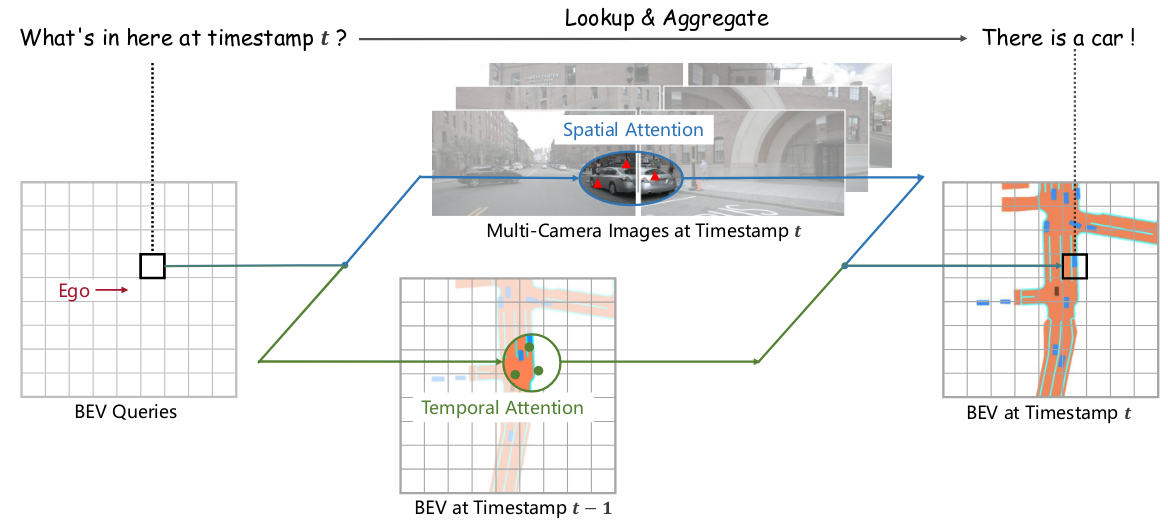 Lookup & Aggregate
What's in here at timestamp t ?
There is a car !
Spatial Attention
Multi-Camera Images at Timestamp t
Ego
BEV Queries
Temporal Attention
BEV at Timestamp t
BEV at Timestamp t − 1